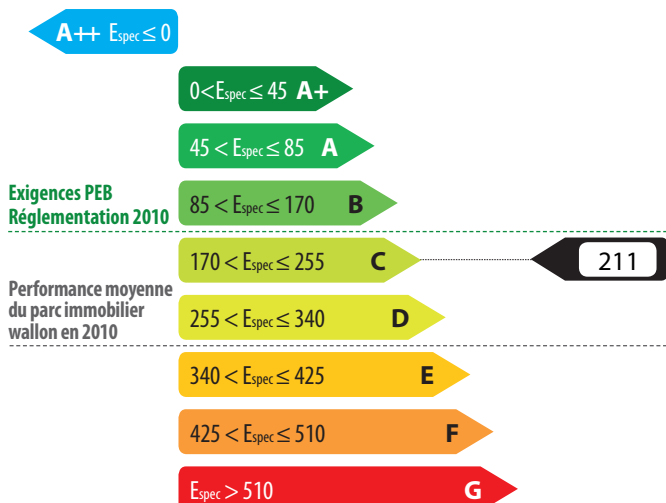 A++ Espec ≤ 0
0<Espec ≤ 45 A+
45 < Espec ≤ 85 A
Exigences PEB
Réglementation 2010
85 < Espec ≤ 170 B
170 < Espec ≤ 255 C
211
Performance moyenne
du parc immobilier
wallon en 2010
255 < Espec ≤ 340 D
340 < Espec ≤ 425 E
425 < Espec ≤ 510 F
Espec > 510 G